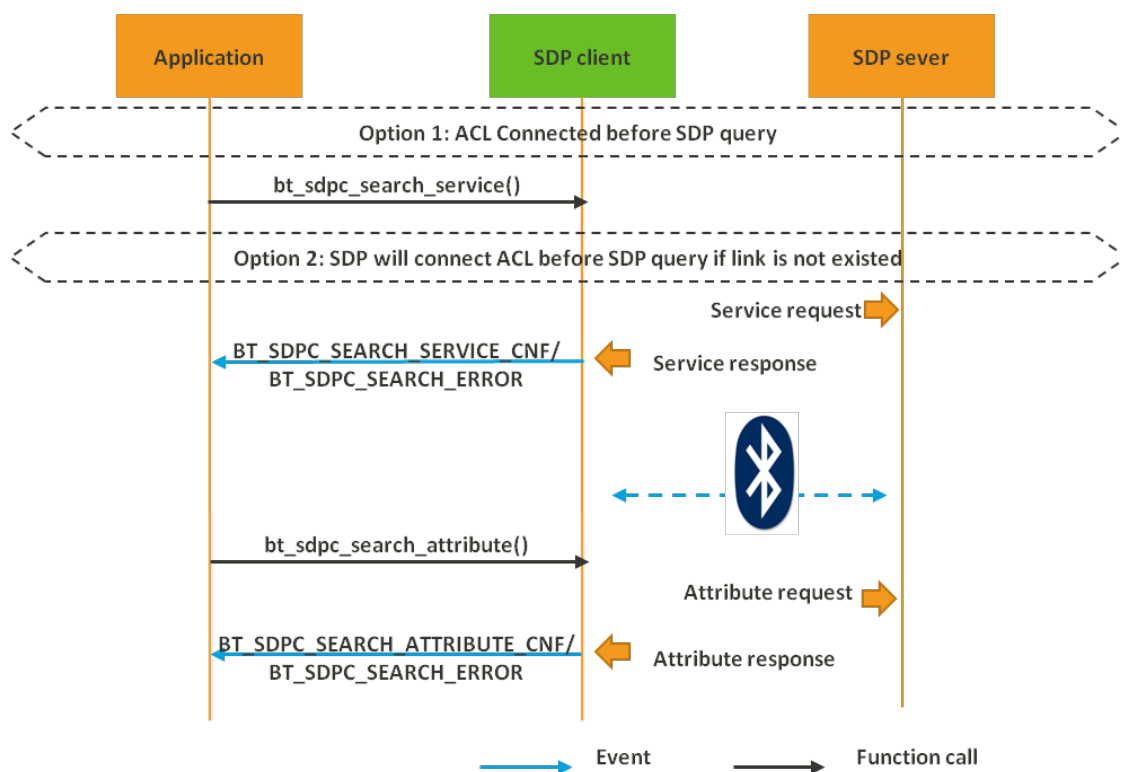 Application
SDP client
SDP sever
Option 1: ACL Connected before SDP query
bt_sdpc_search_service()
Option 2: SDP will connect ACL before SDP query if link is not existed
Service request
BT_SDPC_SEARCH_SERVICE_CNF/
BT_SDPC_SEARCH_ERROR
Service response
bt_sdpc_search_attribute()
Attribute request
BT_SDPC_SEARCH_ATTRIBUTE_CNF/
BT_SDPC_SEARCH_ERROR
Attribute response
Event
Function call